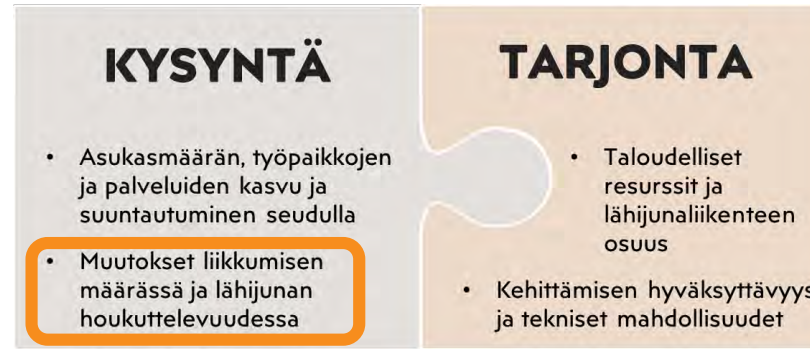 KYSYNTÄ
• Asukasmäärän, työpaikkojen
ja palveluiden kasvu ja
suuntautuminen seudulla
• Muutokset liikkumisen
määrässä ja lähijunan
houkuttelevuudessa
TARJONTA
• Taloudelliset
resurssit ja
lähijunaliikenteen
osuus
• Kehittämisen hyväksyttävyys
ja tekniset mahdollisuudet